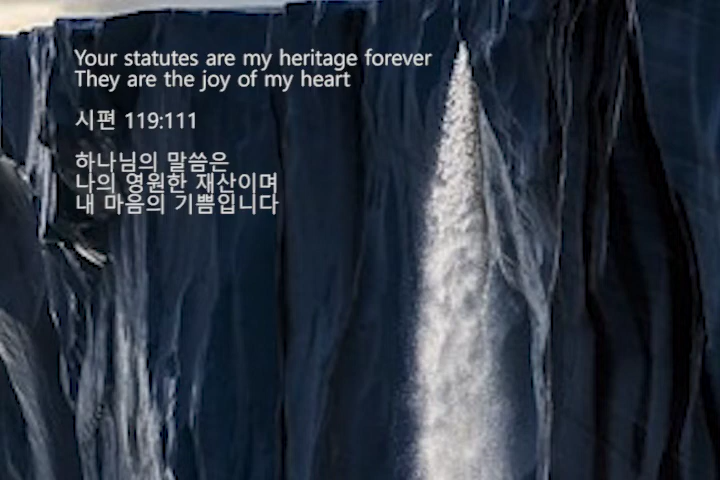 Your statutes are my heritage forever
They are the joy of my heart
시편 119:111
하나님의 말씀은
나의 영원한 재산이며
내 마음의 기쁨입니다